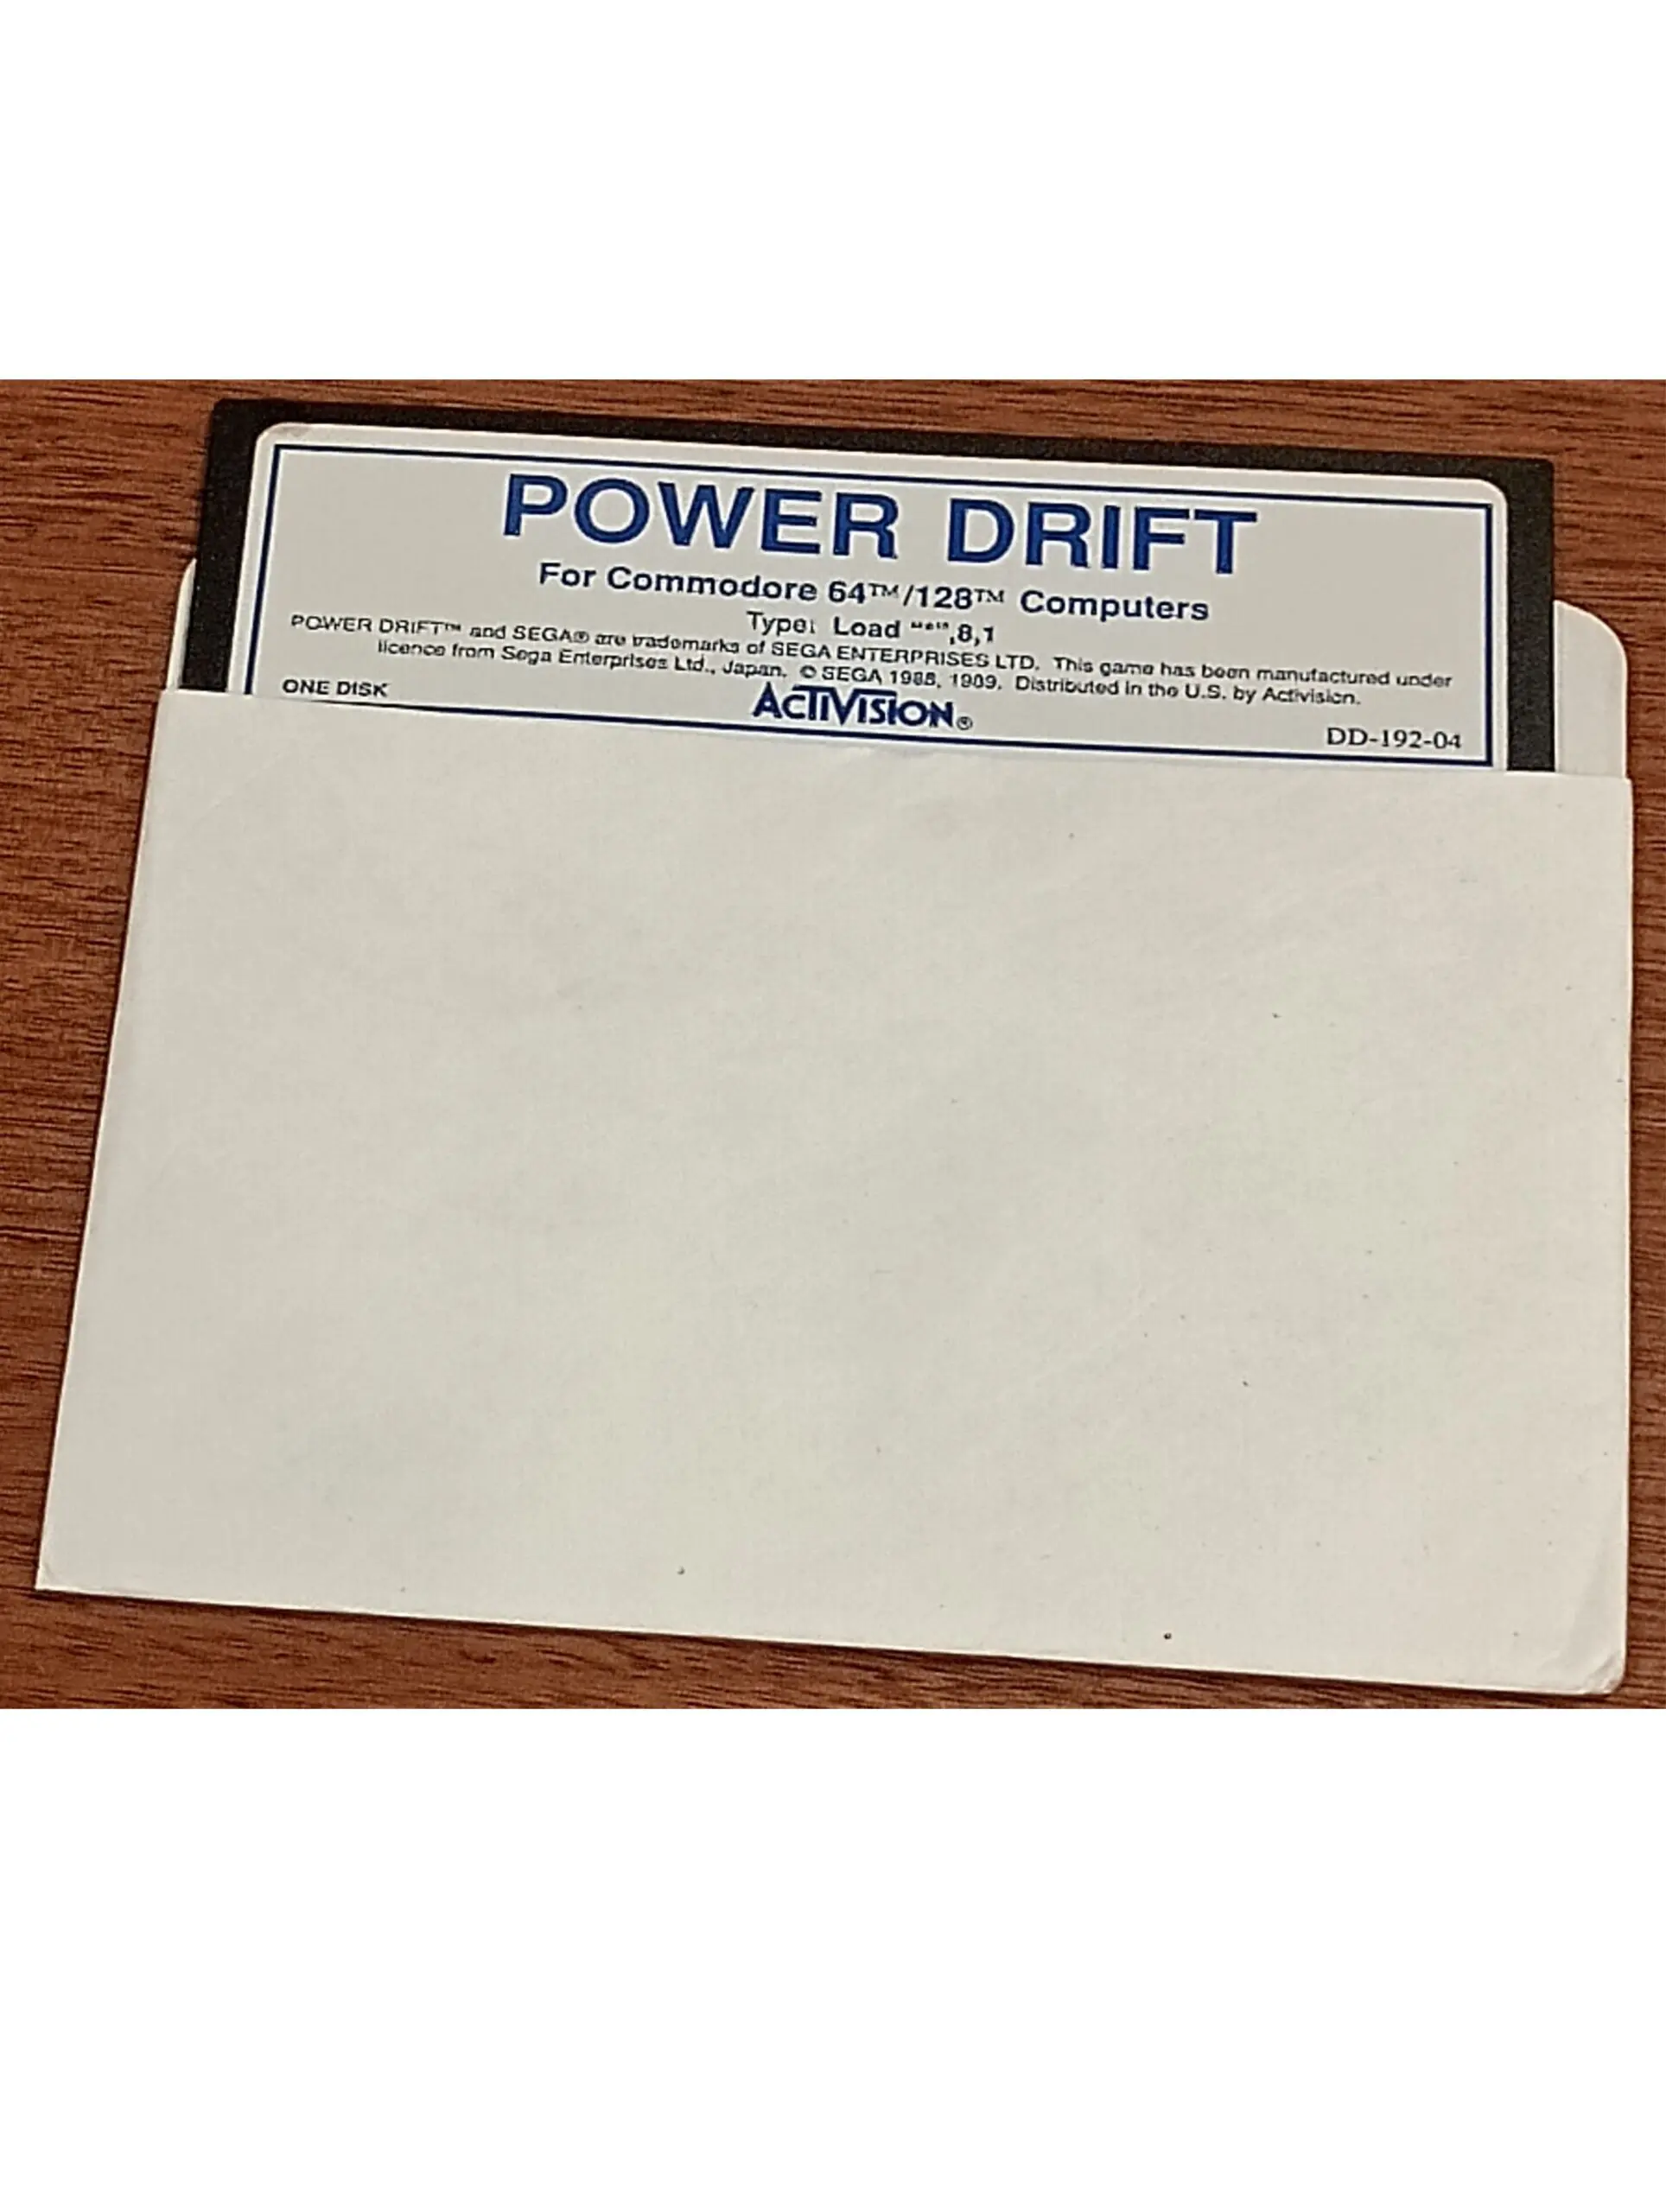 POWER DRIFT
For Commodore 64™/128™ Computers
Type: Load "*",8,1
POWER DRIFT™ and SEGA® are trademarks of SEGA ENTERPRISES LTD. This game has been manufactured under
licence from Sega Enterprises Ltd., Japan. © SEGA 1988, 1989. Distributed in the U.S. by Activision.
ONE DISK
ACTIVISION®
DD-192-04